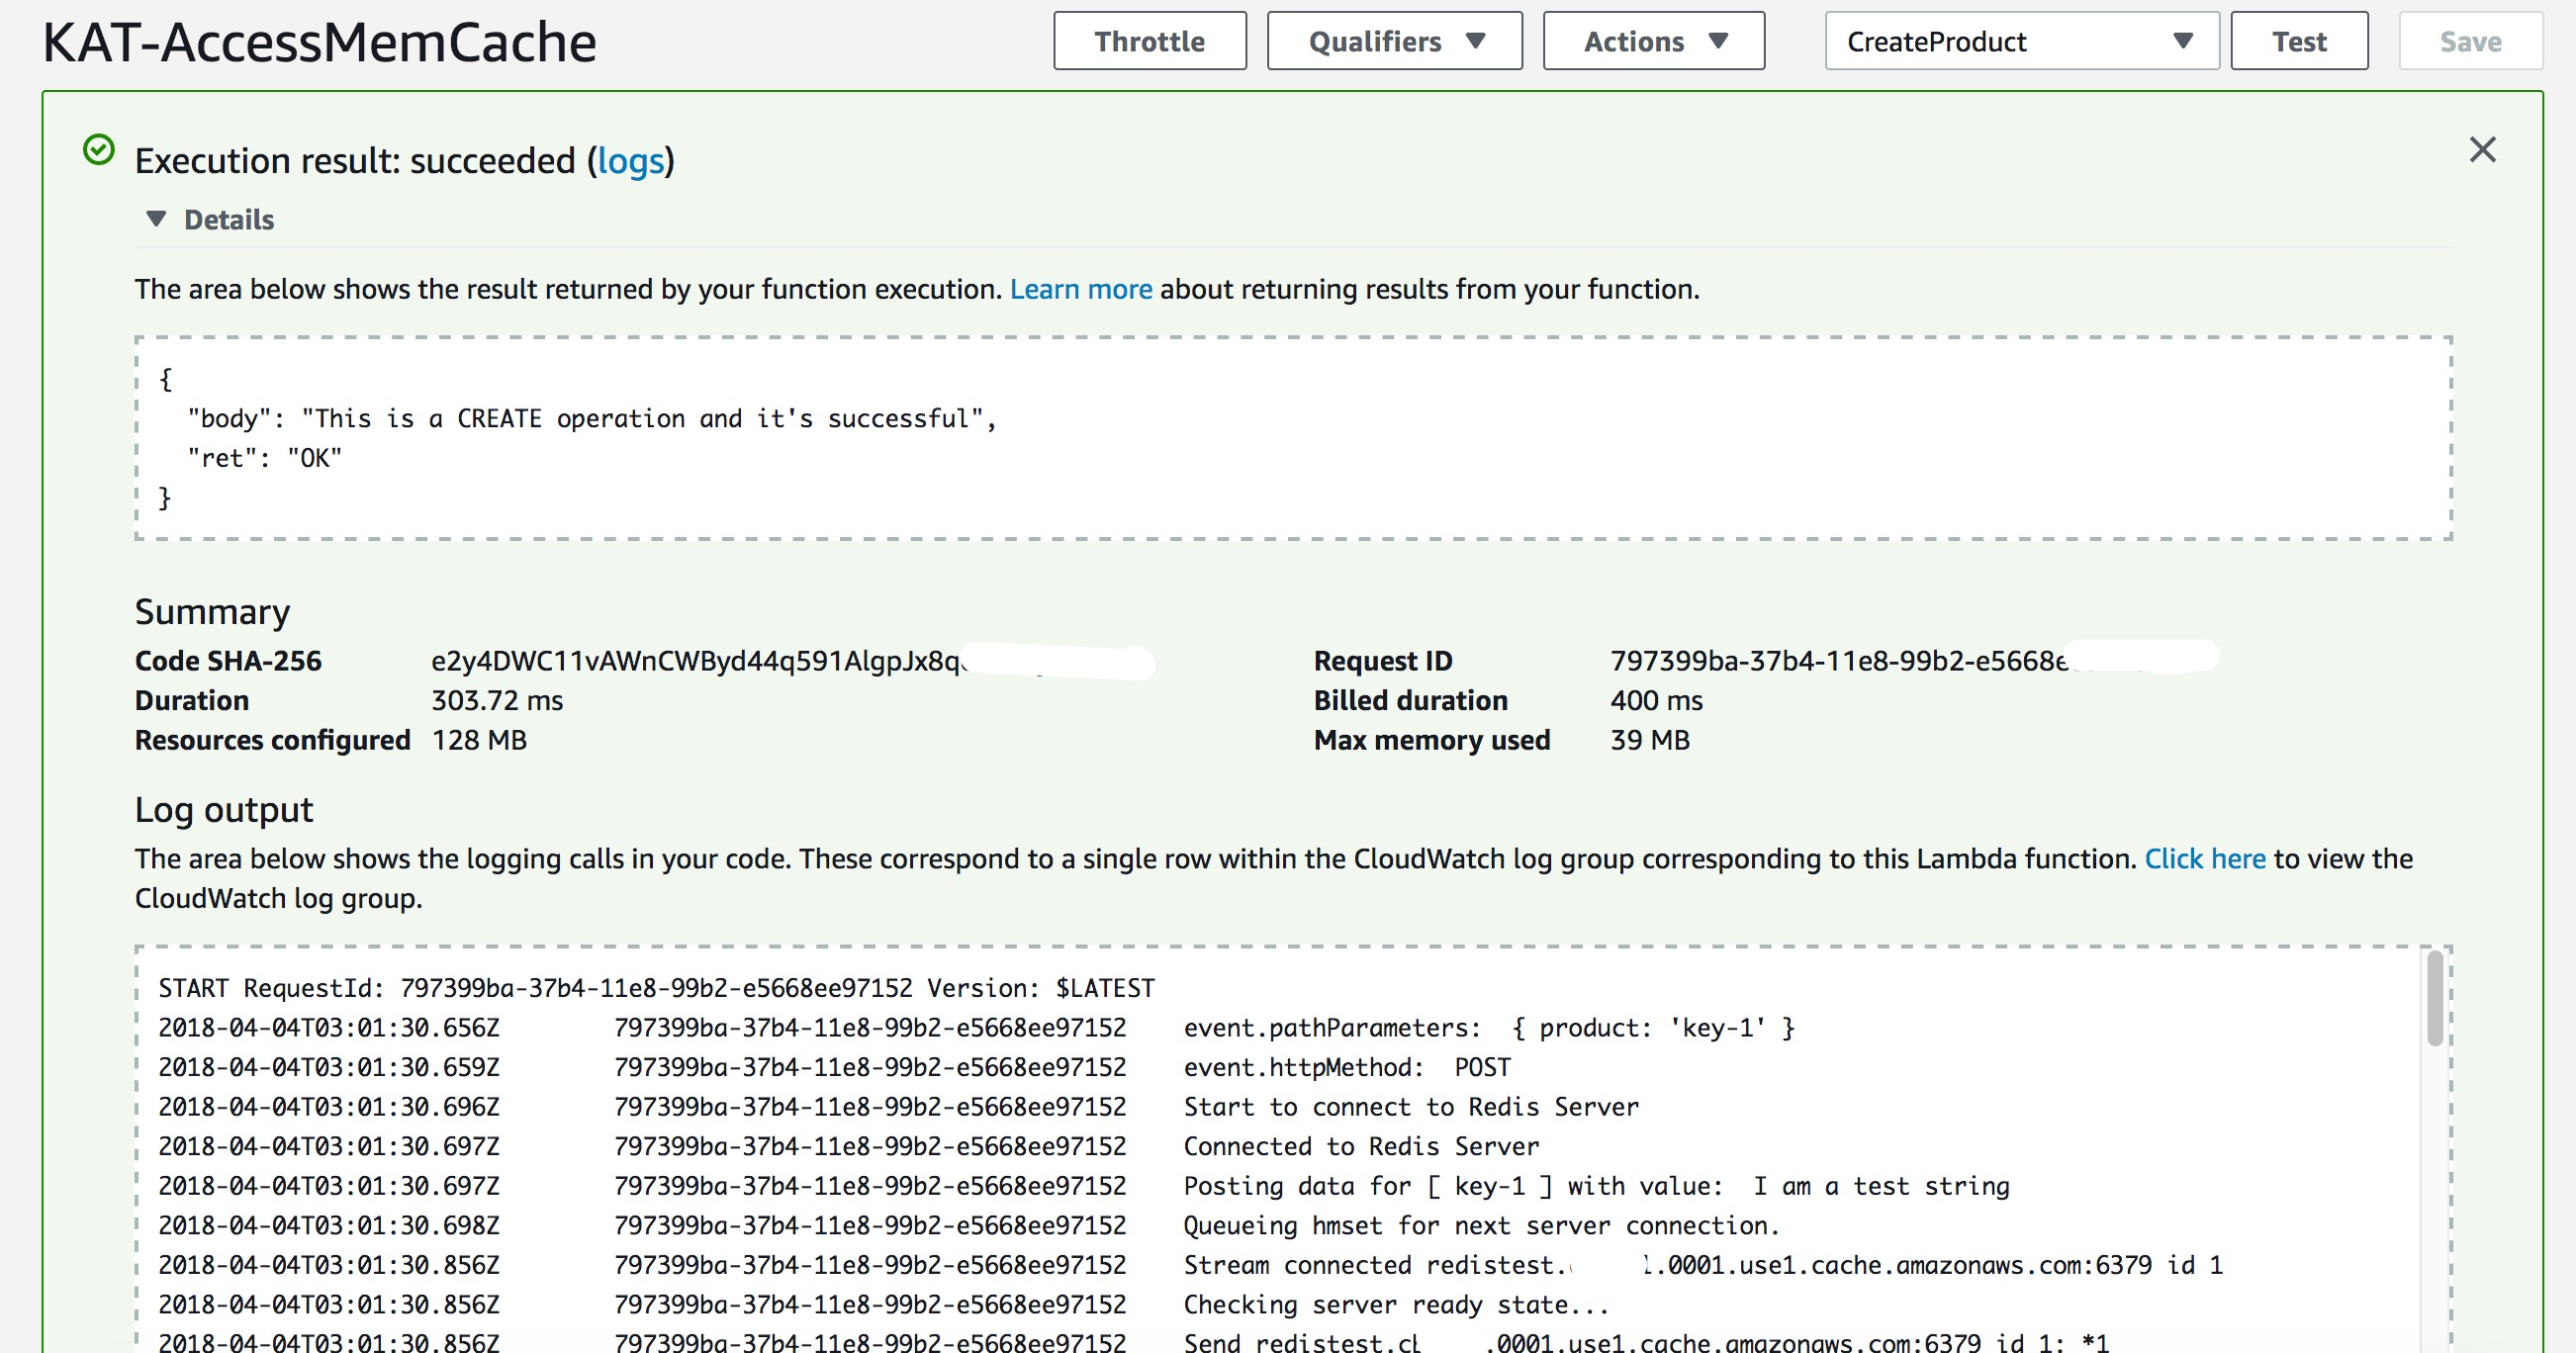 KAT-AccessMemCache
Throttle
Qualifiers
Actions
CreateProduct
Test
Save
Execution result: succeeded (logs)
Details
The area below shows the result returned by your function execution. Learn more about returning results from your function.
{
"body": "This is a CREATE operation and it's successful",
"ret": "OK"
}
Summary
Code SHA-256
Request ID
Duration 303.72 ms
Billed duration 400 ms
Resources configured 128 MB
Max memory used 39 MB
Log output
The area below shows the logging calls in your code. These correspond to a single row within the CloudWatch log group corresponding to this Lambda function. Click here to view the
CloudWatch log group.
START RequestId: 797399ba-37b4-11e8-99b2-e5668ee97152 Version: $LATEST
2018-04-04T03:01:30.656Z 797399ba-37b4-11e8-99b2-e5668ee97152 event.pathParameters: { product: 'key-1' }
2018-04-04T03:01:30.659Z 797399ba-37b4-11e8-99b2-e5668ee97152 event.httpMethod: POST
2018-04-04T03:01:30.696Z 797399ba-37b4-11e8-99b2-e5668ee97152 Start to connect to Redis Server
2018-04-04T03:01:30.697Z 797399ba-37b4-11e8-99b2-e5668ee97152 Connected to Redis Server
2018-04-04T03:01:30.697Z 797399ba-37b4-11e8-99b2-e5668ee97152 Posting data for [ key-1 ] with value: I am a test string
2018-04-04T03:01:30.698Z 797399ba-37b4-11e8-99b2-e5668ee97152 Queueing hmset for next server connection.
2018-04-04T03:01:30.856Z 797399ba-37b4-11e8-99b2-e5668ee97152 Stream connected redistest. .0001.use1.cache.amazonaws.com:6379 id 1
2018-04-04T03:01:30.856Z 797399ba-37b4-11e8-99b2-e5668ee97152 Checking server ready state...
2018-04-04T03:01:30.856Z 797399ba-37b4-11e8-99b2-e5668ee97152 Send .0001.use1.cache.amazonaws.com:6379 id 1: *1